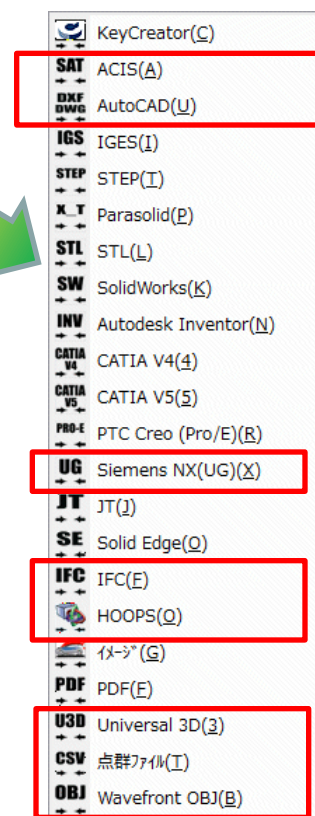 KeyCreator(C)
SAT ACIS(A)
DXF DWG AutoCAD(U)
IGS IGES(I)
STEP STEP(T)
X_T Parasolid(P)
STL STL(L)
SW SolidWorks(K)
INV Autodesk Inventor(N)
CATIA V4 CATIA V4(4)
CATIA V5 CATIA V5(5)
PRO-E PTC Creo (Pro/E)(R)
UG Siemens NX(UG)(X)
JT JT(J)
SE Solid Edge(O)
IFC IFC(F)
HOOPS(O)
ｲﾒｰｼﾞ(G)
PDF PDF(F)
U3D Universal 3D(3)
CSV 点群ﾌｧｲﾙ(T)
OBJ Wavefront OBJ(B)